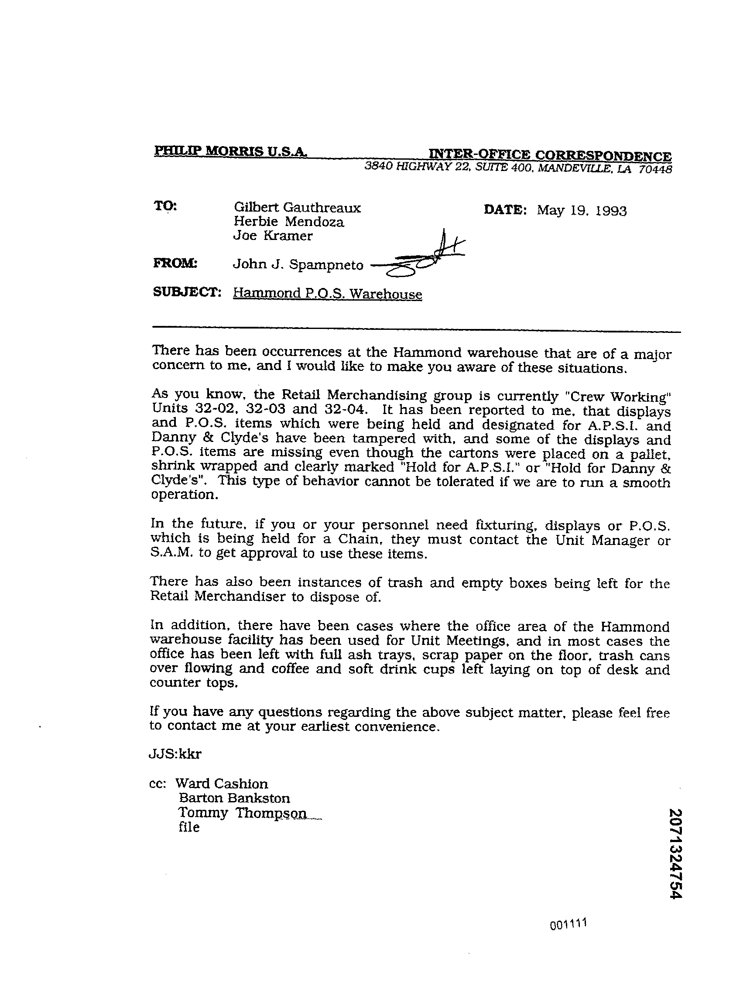 PHILIP MORRIS U.S.A. INTER-OFFICE CORRESPONDENCE
3840 HIGHWAY 22, SUITE 400, MANDEVILLE, LA 70448
TO: Gilbert Gauthreaux DATE: May 19, 1993
Herbie Mendoza
Joe Kramer
FROM: John J. Spampneto
SUBJECT: Hammond P.O.S. Warehouse
There has been occurrences at the Hammond warehouse that are of a major
concern to me, and I would like to make you aware of these situations.
As you know, the Retail Merchandising group is currently "Crew Working"
Units 32-02, 32-03 and 32-04. It has been reported to me, that displays
and P.O.S. items which were being held and designated for A.P.S.I. and
Danny & Clyde's have been tampered with, and some of the displays and
P.O.S. items are missing even though the cartons were placed on a pallet,
shrink wrapped and clearly marked "Hold for A.P.S.I." or "Hold for Danny &
Clyde's". This type of behavior cannot be tolerated if we are to run a smooth
operation.
In the future, if you or your personnel need fixturing, displays or P.O.S.
which is being held for a Chain, they must contact the Unit Manager or
S.A.M. to get approval to use these items.
There has also been instances of trash and empty boxes being left for the
Retail Merchandiser to dispose of.
In addition, there have been cases where the office area of the Hammond
warehouse facility has been used for Unit Meetings, and in most cases the
office has been left with full ash trays, scrap paper on the floor, trash cans
over flowing and coffee and soft drink cups left laying on top of desk and
counter tops.
If you have any questions regarding the above subject matter, please feel free
to contact me at your earliest convenience.
JJS:kkr
cc: Ward Cashion
Barton Bankston
Tommy Thompson
file
2071324754
001111